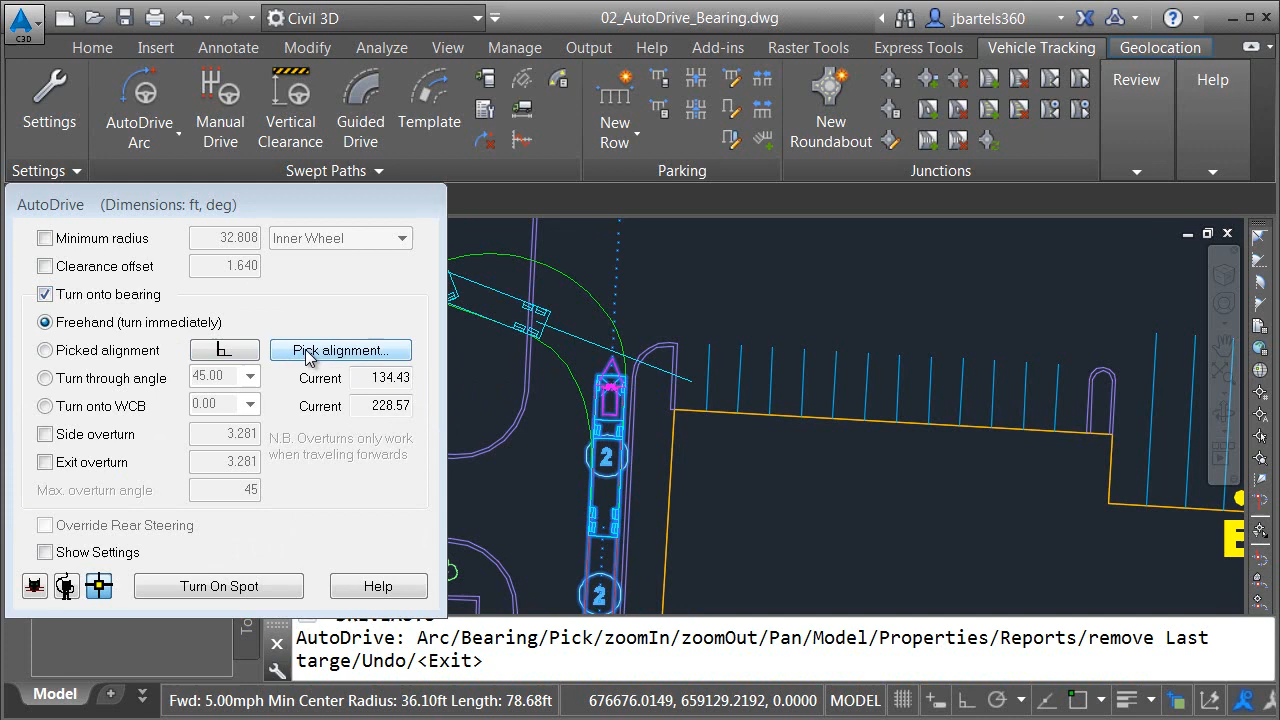 C3D
Civil 3D
02_AutoDrive_Bearing.dwg
jbartels360
Home Insert Annotate Modify Analyze View Manage Output Help Add-ins Raster Tools Express Tools Vehicle Tracking Geolocation
Settings
AutoDrive Arc
Manual Drive
Vertical Clearance
Guided Drive
Template
New Row
New Roundabout
Review
Help
Settings
Swept Paths
Parking
Junctions
AutoDrive (Dimensions: ft, deg)
Minimum radius 32.808 Inner Wheel
Clearance offset 1.640
Turn onto bearing
Freehand (turn immediately)
Picked alignment Pick alignment...
Turn through angle 45.00 Current 134.43
Turn onto WCB 0.00 Current 228.57
Side overturn 3.281
N.B. Overturns only work
when traveling forwards
Exit overturn 3.281
Max. overturn angle 45
Override Rear Steering
Show Settings
Turn On Spot Help
2
2
E
To
AutoDrive: Arc/Bearing/Pick/zoomIn/zoomOut/Pan/Model/Properties/Reports/remove Last
targe/Undo/<Exit>
Model
Fwd: 5.00mph Min Center Radius: 36.10ft Length: 78.68ft
676676.0149, 659129.2192, 0.0000 MODEL